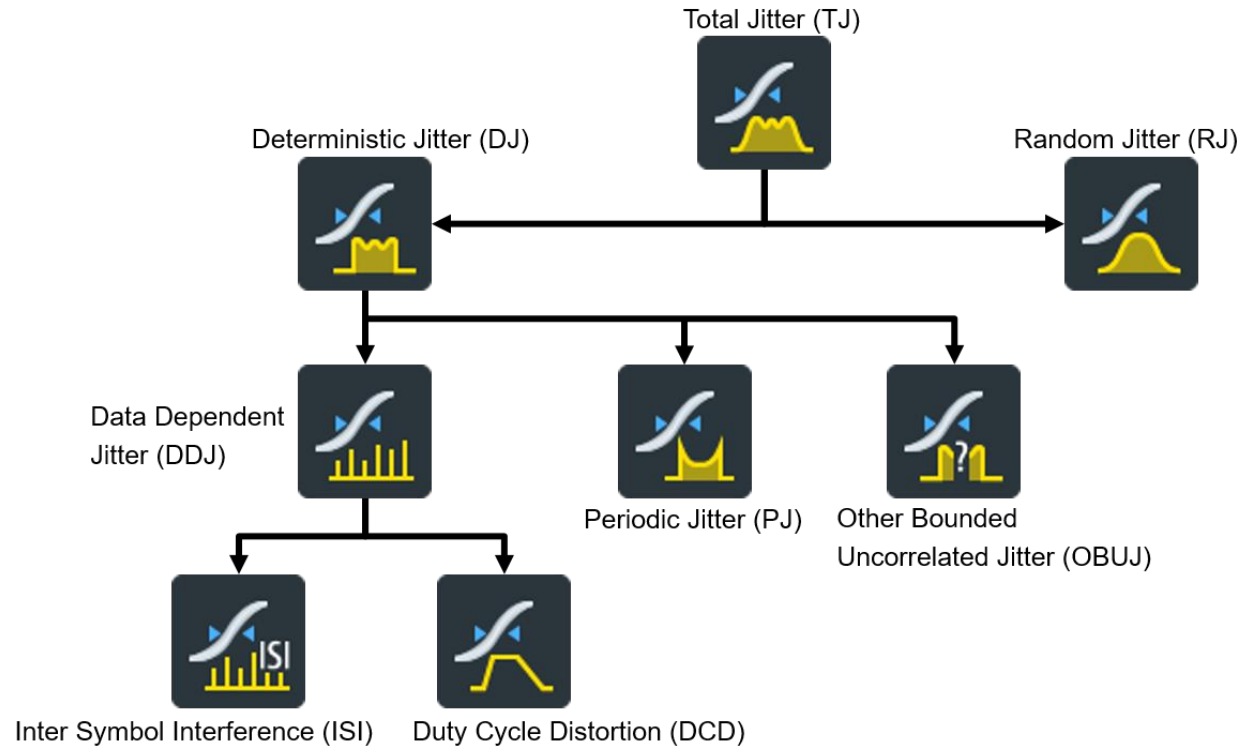 Total Jitter (TJ)
Deterministic Jitter (DJ)
Random Jitter (RJ)
Data Dependent
Jitter (DDJ)
?
Periodic Jitter (PJ)
Other Bounded
Uncorrelated Jitter (OBUJ)
ISI
Inter Symbol Interference (ISI)
Duty Cycle Distortion (DCD)